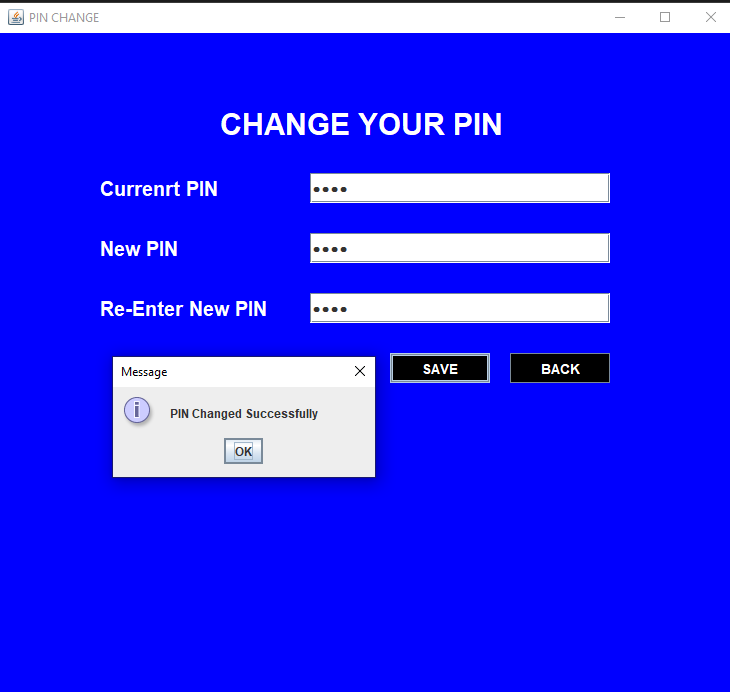 PIN CHANGE
CHANGE YOUR PIN
Currenrt PIN
New PIN
Re-Enter New PIN
SAVE
BACK
Message
PIN Changed Successfully
OK